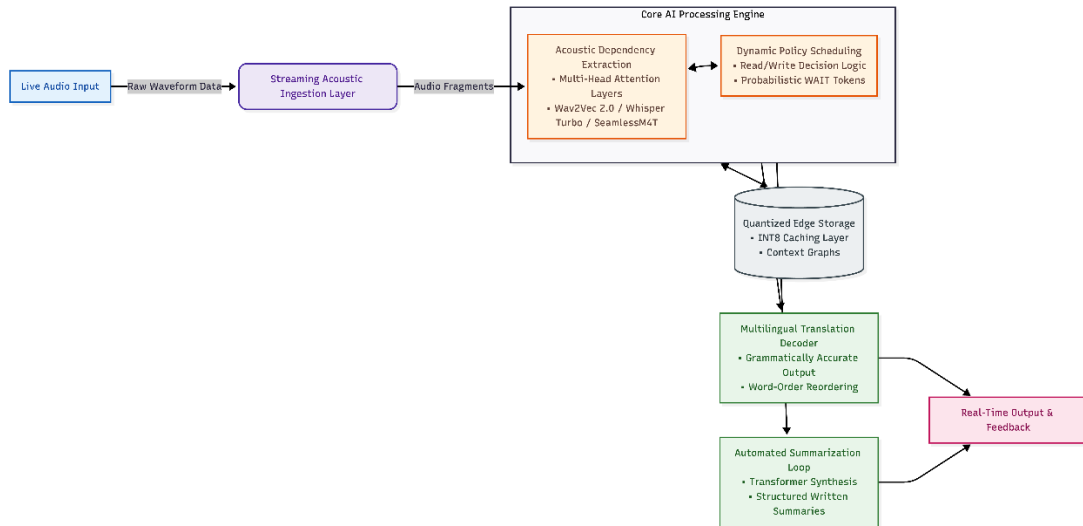 Core AI Processing Engine
Live Audio Input
Raw Waveform Data
Streaming Acoustic
Ingestion Layer
Audio Fragments
Acoustic Dependency
Extraction
• Multi-Head Attention
Layers
• Wav2Vec 2.0 / Whisper
Turbo / SeamlessM4T
Dynamic Policy Scheduling
• Read/Write Decision Logic
• Probabilistic WAIT Tokens
Quantized Edge Storage
• INT8 Caching Layer
• Context Graphs
Multilingual Translation
Decoder
• Grammatically Accurate
Output
• Word-Order Reordering
Real-Time Output &
Feedback
Automated Summarization
Loop
• Transformer Synthesis
• Structured Written
Summaries